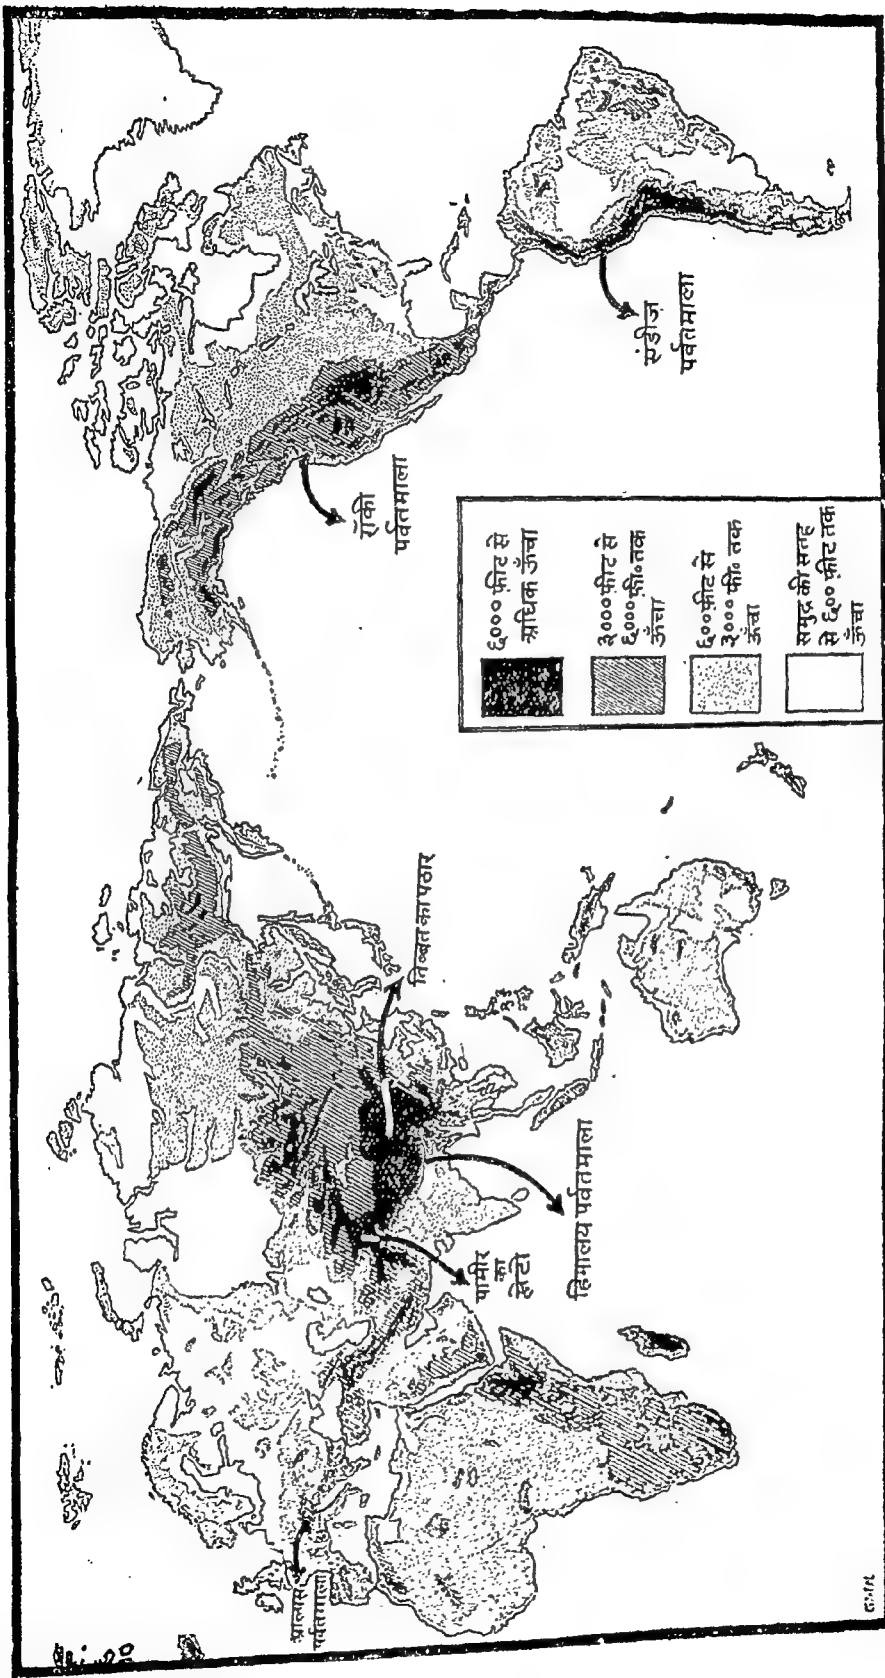 आल्पस
पर्वतमाला
पामीर
का
प्लेटो
हिमालय पर्वतमाला
तिब्बत का पठार
रॉकी
पर्वतमाला
एंडीज़
पर्वतमाला
६००० फ़ीट से
अधिक ऊँचा
३००० फ़ीट से
६००० फ़ी० तक
ऊँचा
६०० फ़ीट से
३००० फी० तक
ऊंचा
समुद्र की सतह
से ६०० फ़ीट तक
ऊँचा